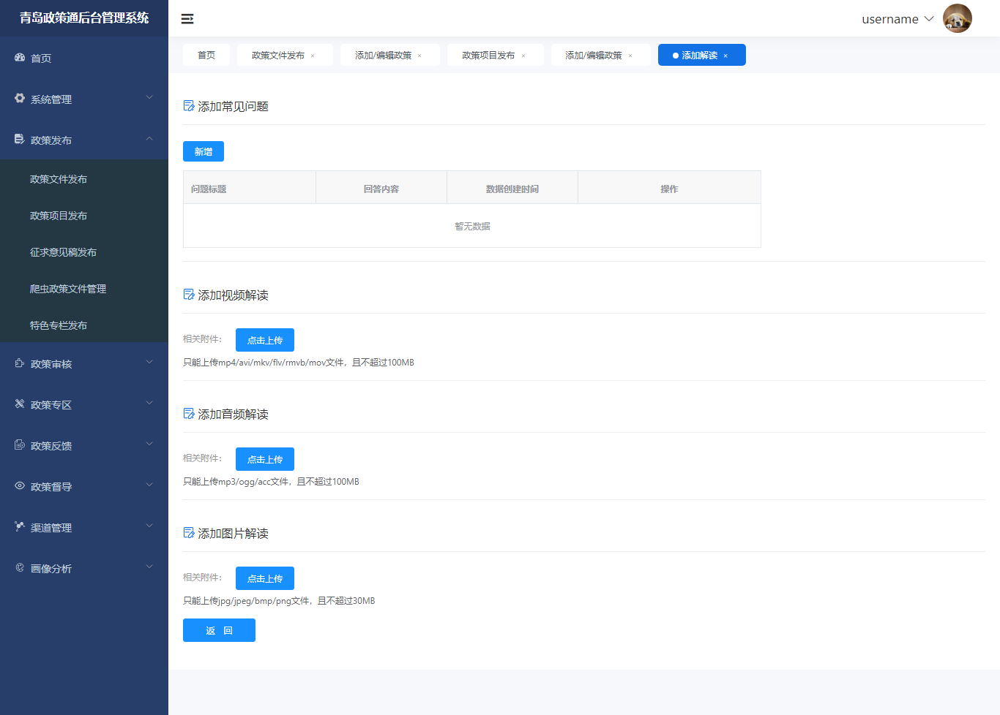 青岛政策通后台管理系统
username
首页
政策文件发布 ×
添加/编辑政策 ×
政策项目发布 ×
添加/编辑政策 ×
添加解读 ×
首页
系统管理
政策发布
政策文件发布
政策项目发布
征求意见稿发布
爬虫政策文件管理
特色专栏发布
政策审核
政策专区
政策反馈
政策督导
渠道管理
画像分析
添加常见问题
新增
问题标题 回答内容 数据创建时间 操作
暂无数据
添加视频解读
相关附件： 点击上传
只能上传mp4/avi/mkv/flv/rmvb/mov文件，且不超过100MB
添加音频解读
相关附件： 点击上传
只能上传mp3/ogg/acc文件，且不超过100MB
添加图片解读
相关附件： 点击上传
只能上传jpg/jpeg/bmp/png文件，且不超过30MB
返 回